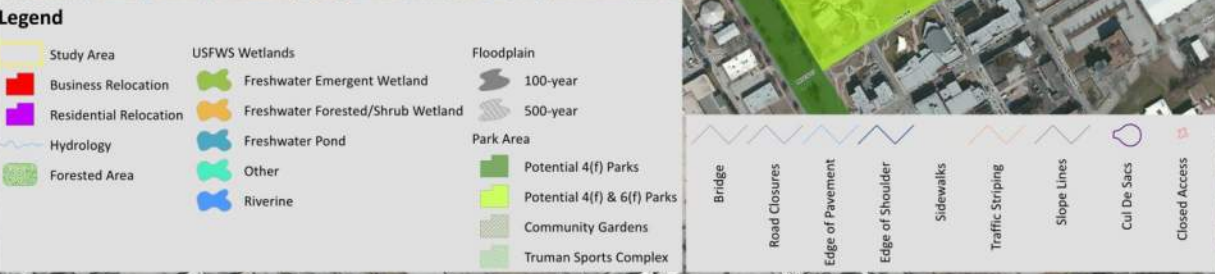 Legend
Study Area
Business Relocation
Residential Relocation
Hydrology
Forested Area
USFWS Wetlands
Freshwater Emergent Wetland
Freshwater Forested/Shrub Wetland
Freshwater Pond
Other
Riverine
Floodplain
100-year
500-year
Park Area
Potential 4(f) Parks
Potential 4(f) & 6(f) Parks
Community Gardens
Truman Sports Complex
Bridge
Road Closures
Edge of Pavement
Edge of Shoulder
Sidewalks
Traffic Striping
Slope Lines
Cul De Sacs
Closed Access